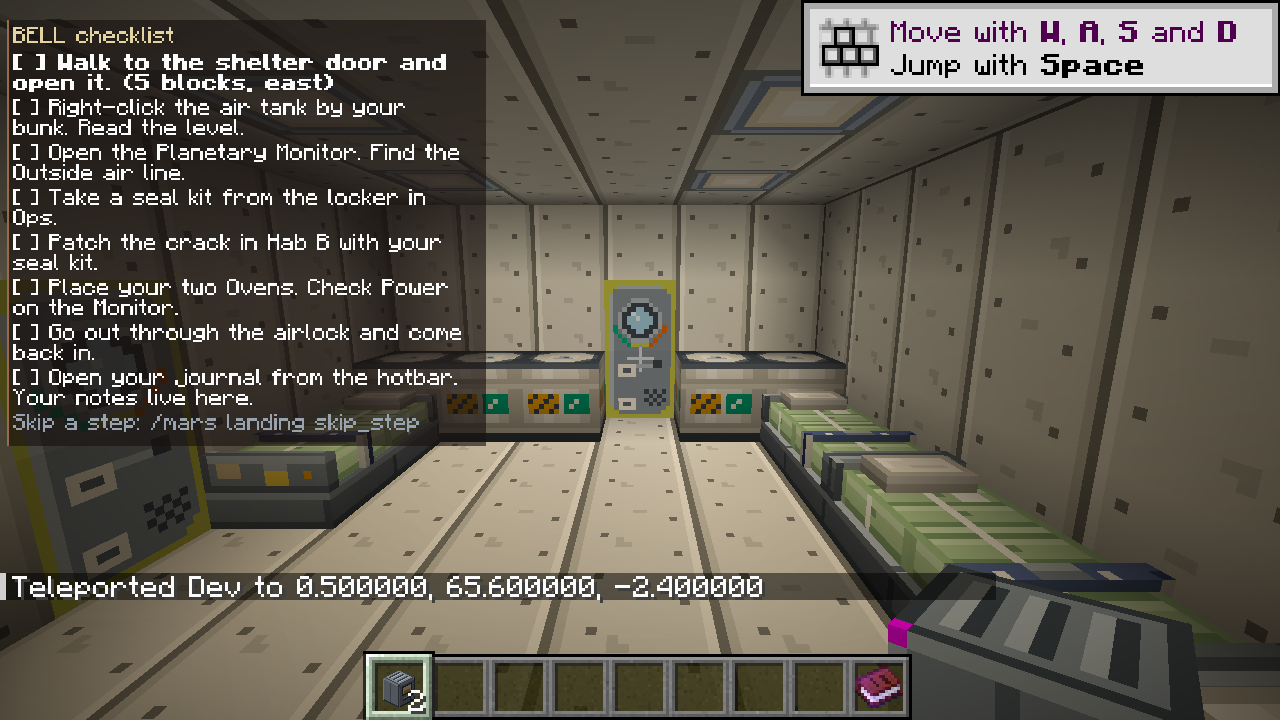 BELL checklist
[ ] Walk to the shelter door and
open it. (5 blocks, east)
[ ] Right-click the air tank by your
bunk. Read the level.
[ ] Open the Planetary Monitor. Find the
Outside air line.
[ ] Take a seal kit from the locker in
Ops.
[ ] Patch the crack in Hab B with your
seal kit.
[ ] Place your two Ovens. Check Power
on the Monitor.
[ ] Go out through the airlock and come
back in.
[ ] Open your journal from the hotbar.
Your notes live here.
Skip a step: /mars landing skip_step
Move with W, A, S and D
Jump with Space
Teleported Dev to 0.500000, 65.600000, -2.400000
2